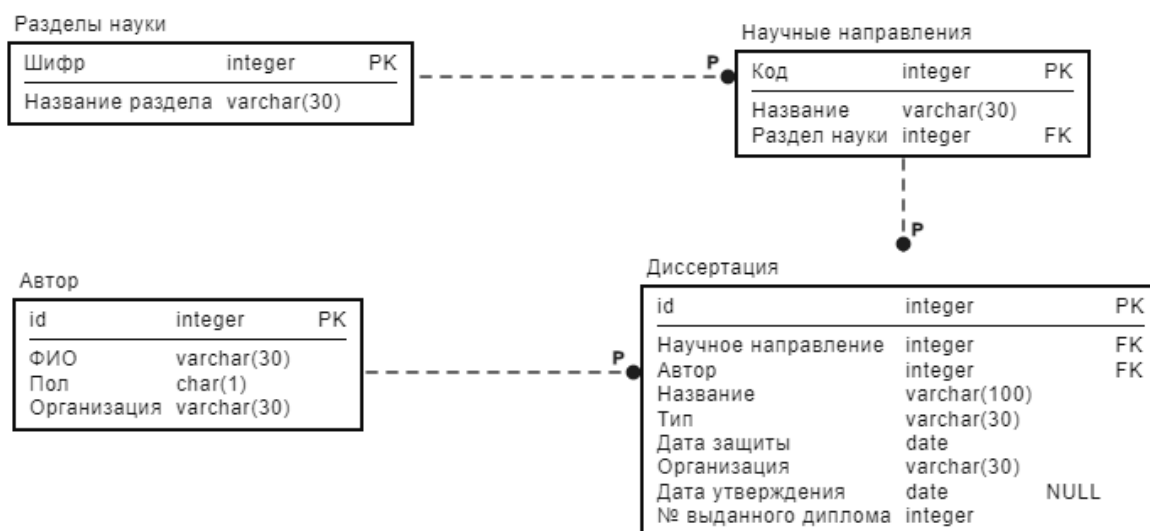 Разделы науки
Шифр integer PK
Название раздела varchar(30)
P
Научные направления
Код integer PK
Название varchar(30)
Раздел науки integer FK
P
Автор
id integer PK
ФИО varchar(30)
Пол char(1)
Организация varchar(30)
P
Диссертация
id integer PK
Научное направление integer FK
Автор integer FK
Название varchar(100)
Тип varchar(30)
Дата защиты date
Организация varchar(30)
Дата утверждения date NULL
№ выданного диплома integer